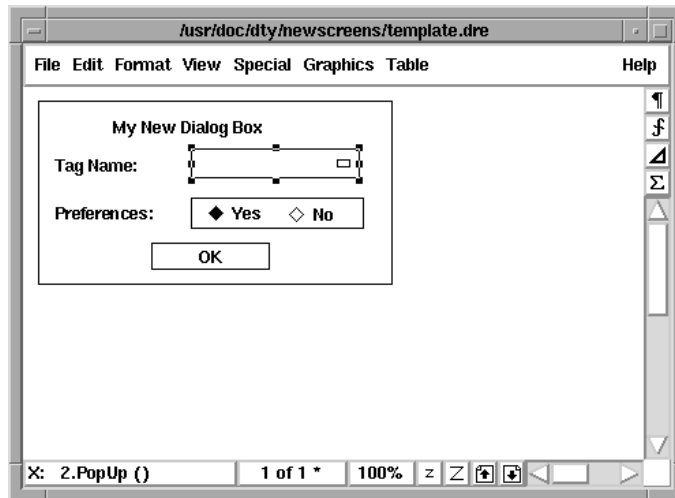 /usr/doc/dty/newscreens/template.dre
File Edit Format View Special Graphics Table Help
¶
My New Dialog Box
Tag Name:
Σ
Preferences: Yes No
OK
X: 2.PopUp () 1 of 1 * 100% z Z